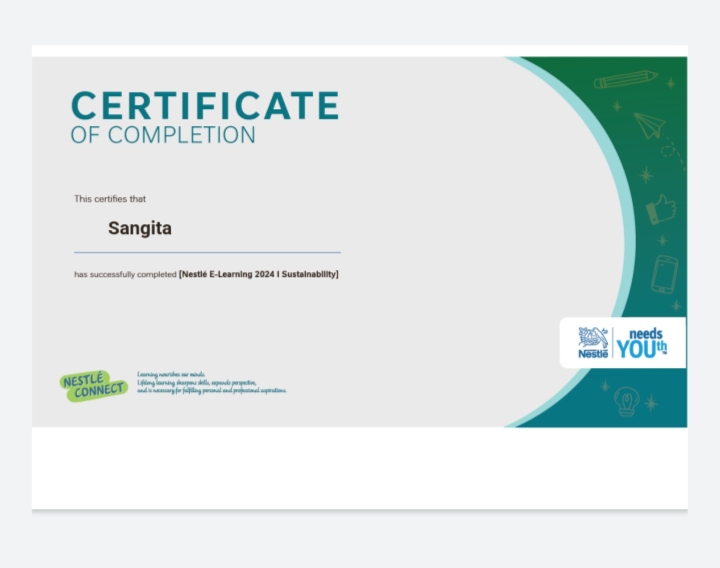 CERTIFICATE
OF COMPLETION
This certifies that
Sangita
has successfully completed [Nestlé E-Learning 2024 I Sustainability]
Nestlé
needs
YOUth
NESTLÉ
CONNECT
Learning nourishes our minds.
Lifelong learning sharpens skills, expands perspective,
and is necessary for fulfilling personal and professional aspirations.